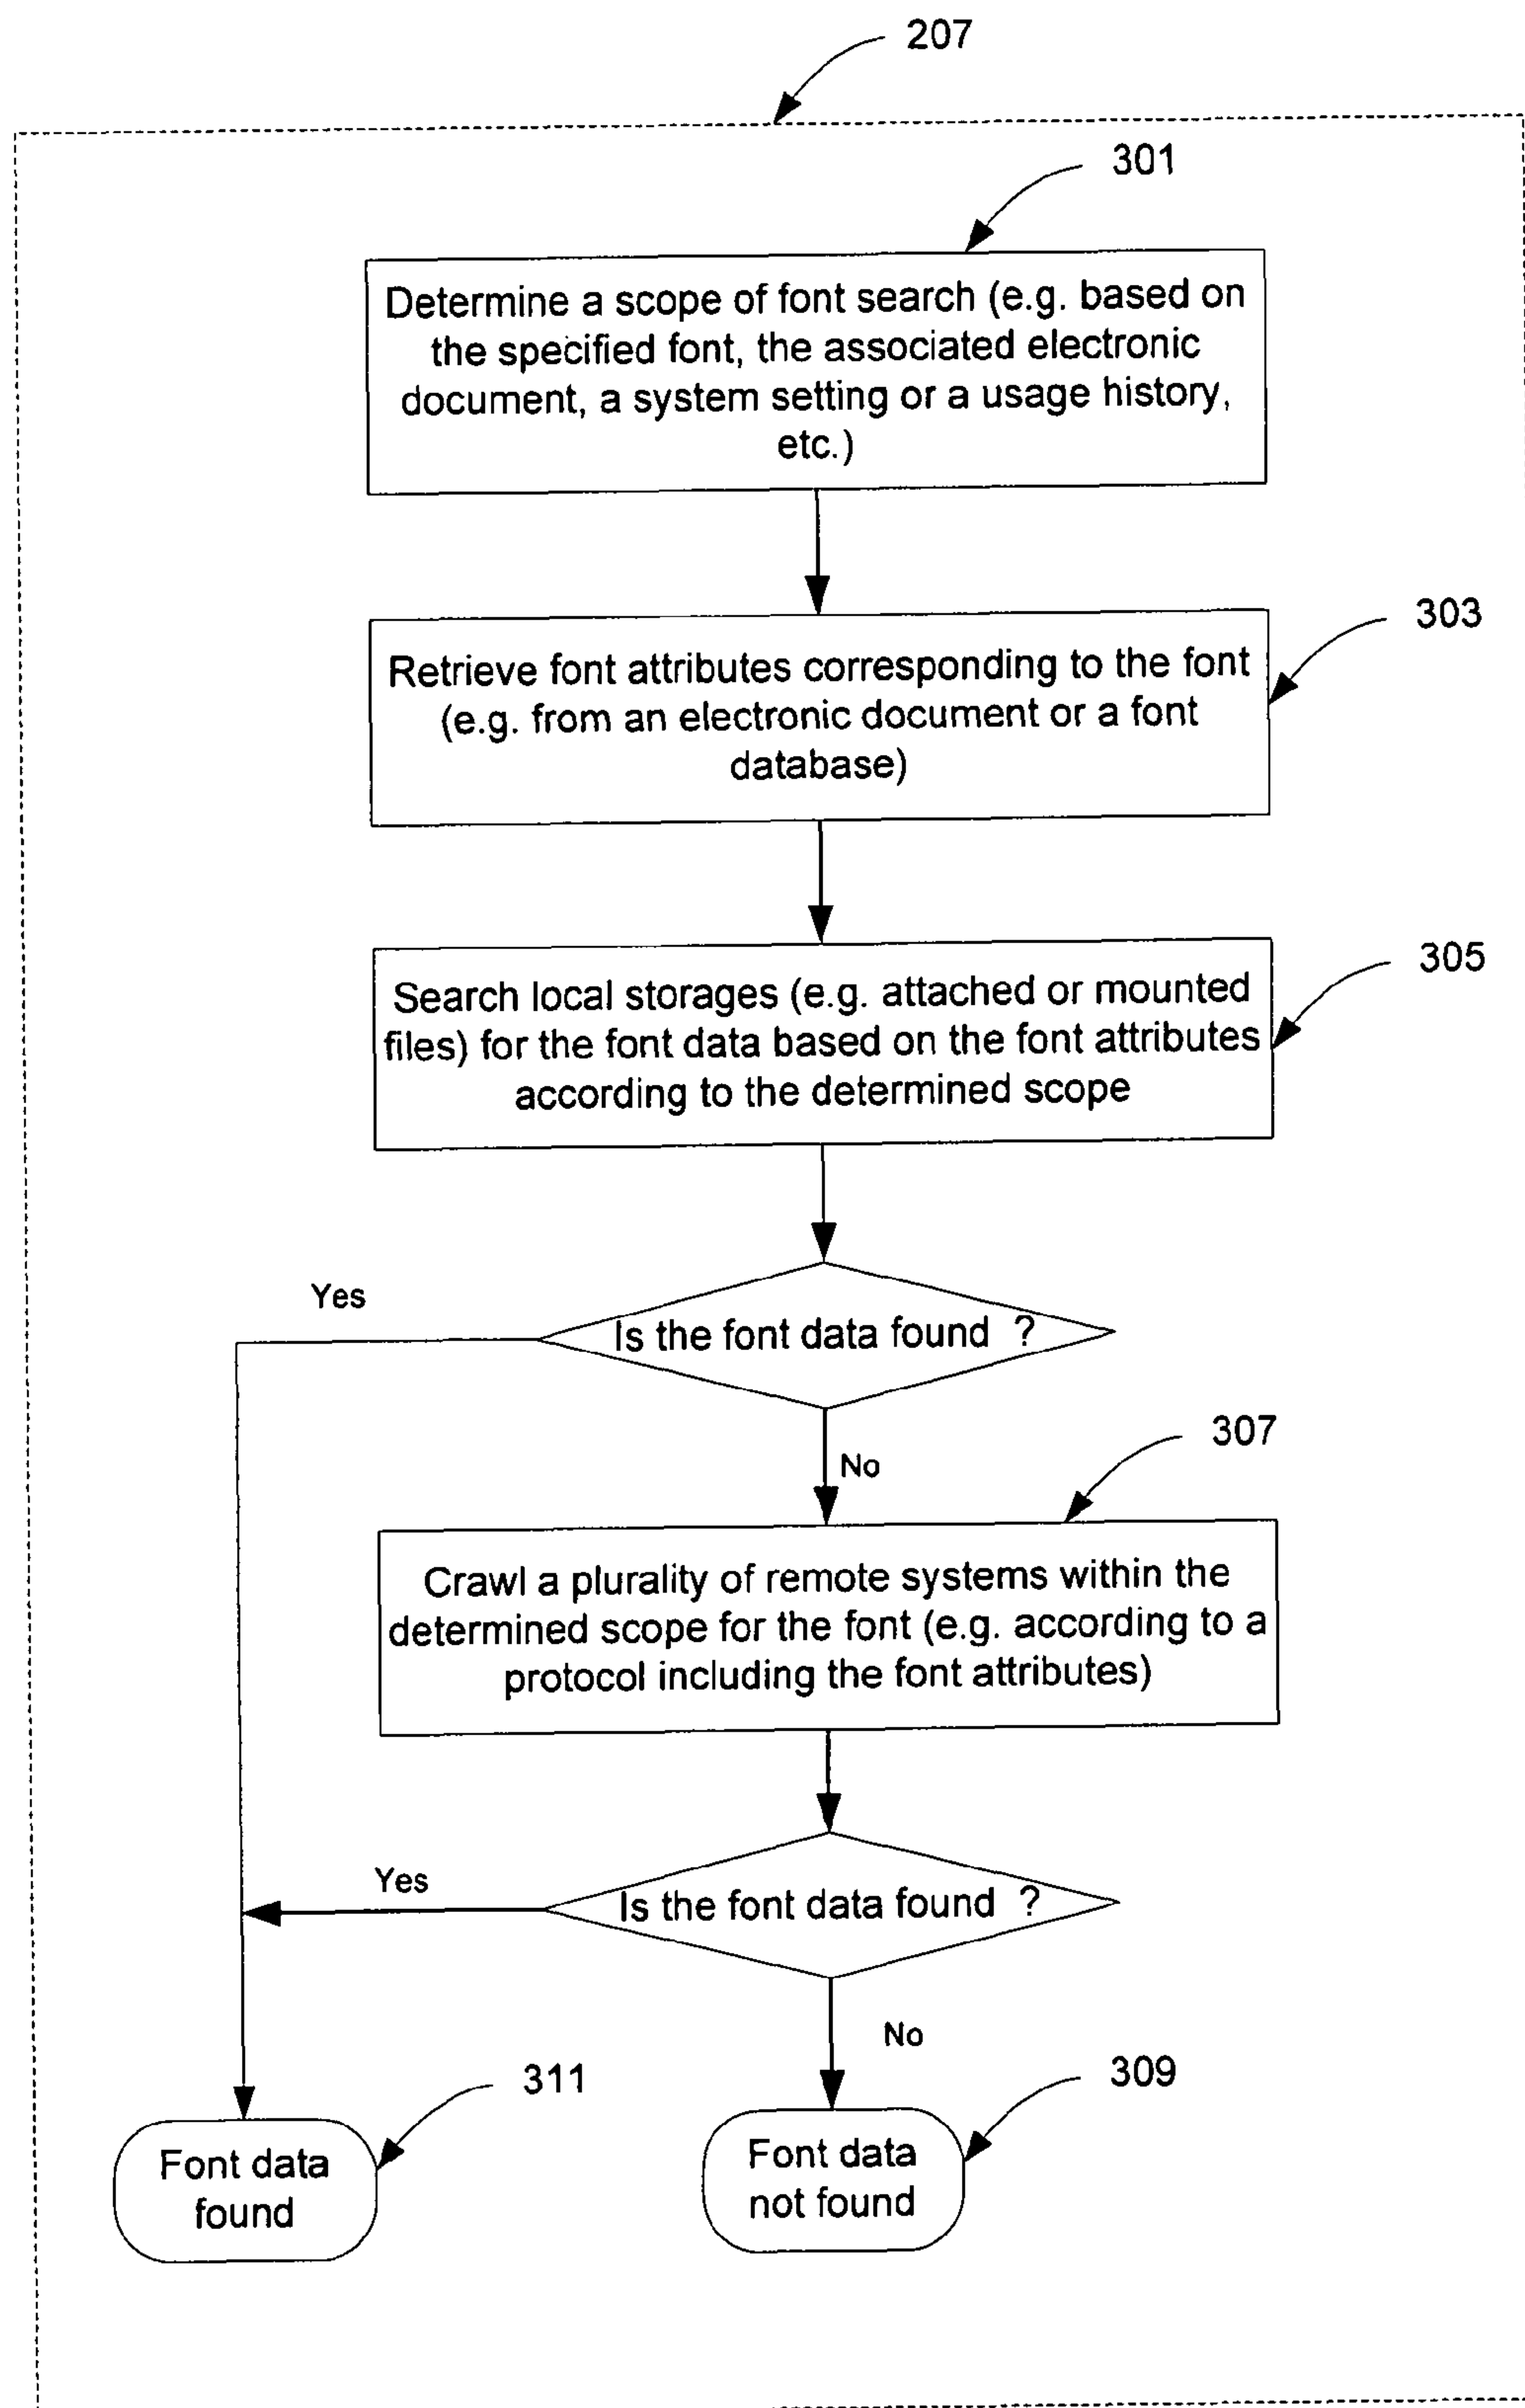 207
301
Determine a scope of font search (e.g. based on
the specified font, the associated electronic
document, a system setting or a usage history,
etc.)
303
Retrieve font attributes corresponding to the font
(e.g. from an electronic document or a font
database)
305
Search local storages (e.g. attached or mounted
files) for the font data based on the font attributes
according to the determined scope
Yes
Is the font data found ?
No
307
Crawl a plurality of remote systems within the
determined scope for the font (e.g. according to a
protocol including the font attributes)
Yes
Is the font data found ?
No
311
309
Font data
found
Font data
not found